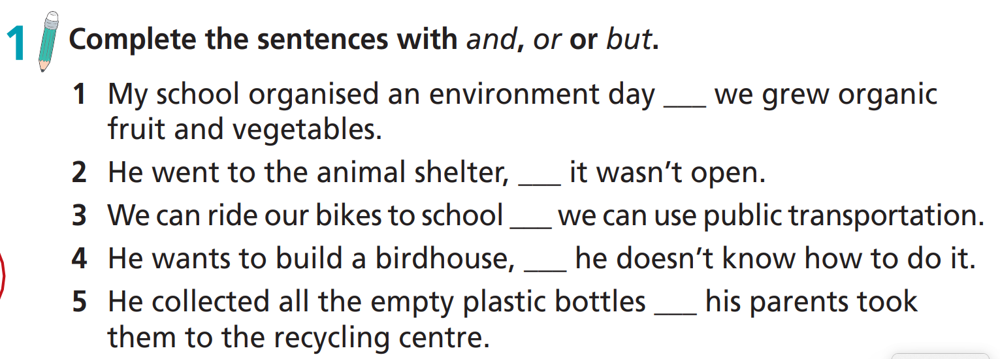 1 Complete the sentences with and, or or but.
1 My school organised an environment day ___ we grew organic
fruit and vegetables.
2 He went to the animal shelter, ___ it wasn’t open.
3 We can ride our bikes to school ___ we can use public transportation.
4 He wants to build a birdhouse, ___ he doesn’t know how to do it.
5 He collected all the empty plastic bottles ___ his parents took
them to the recycling centre.